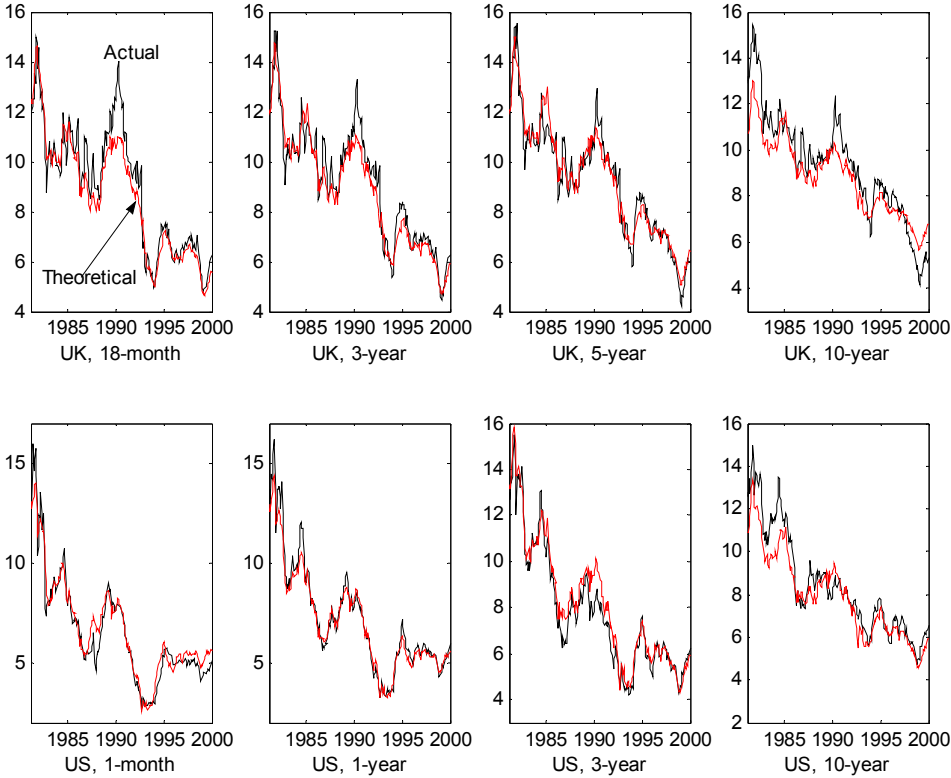 16 16 16 16
14 14 14 14
12 12 12 12
10 10 10 10
8 8 8 8
6 6 6 6
4 4 4 4
Actual
Theoretical
1985 1990 1995 2000 1985 1990 1995 2000 1985 1990 1995 2000 1985 1990 1995 2000
UK, 18-month UK, 3-year UK, 5-year UK, 10-year
15 15 16 16
10 10 14 14
5 5 12 12
10 10
8 8
6 6
4 4
2
1985 1990 1995 2000 1985 1990 1995 2000 1985 1990 1995 2000 1985 1990 1995 2000
US, 1-month US, 1-year US, 3-year US, 10-year